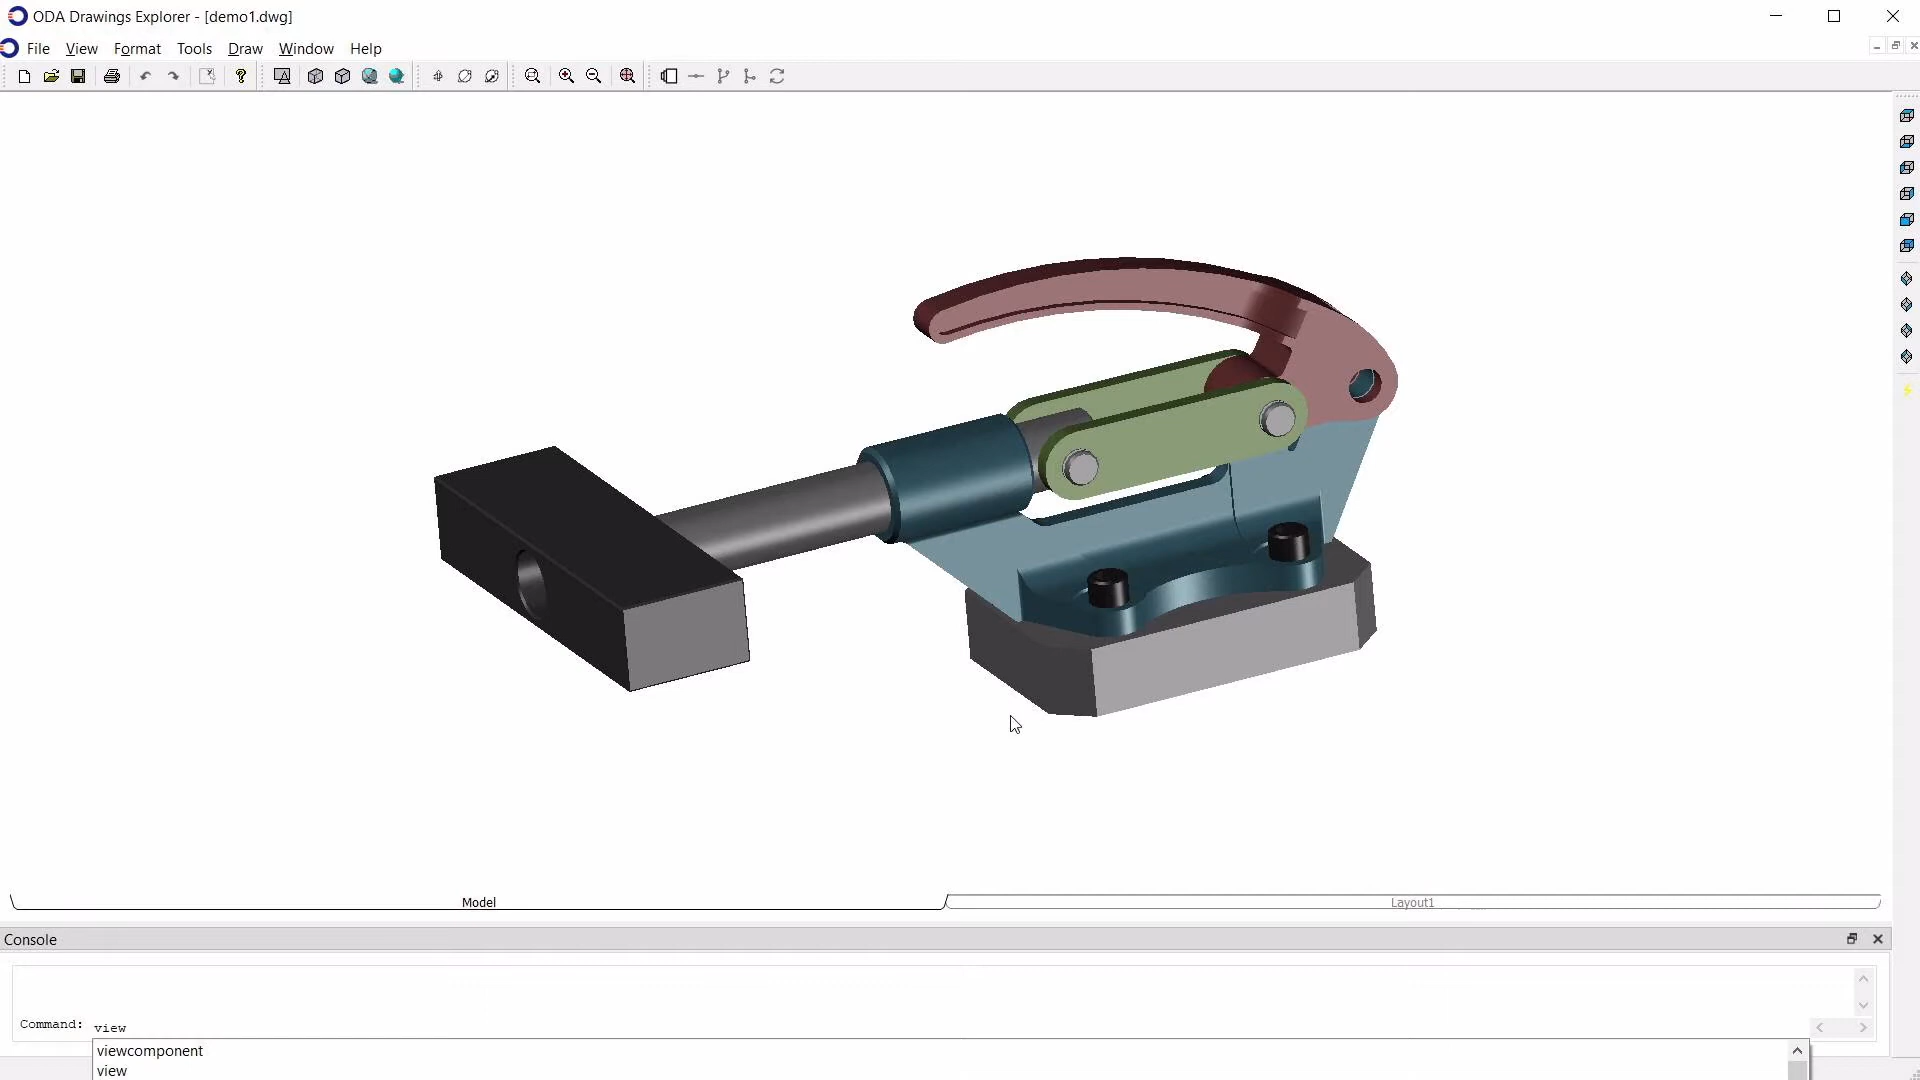 ODA Drawings Explorer - [demo1.dwg]
File View Format Tools Draw Window Help
Model
Layout1
Console
Command: view
viewcomponent
view